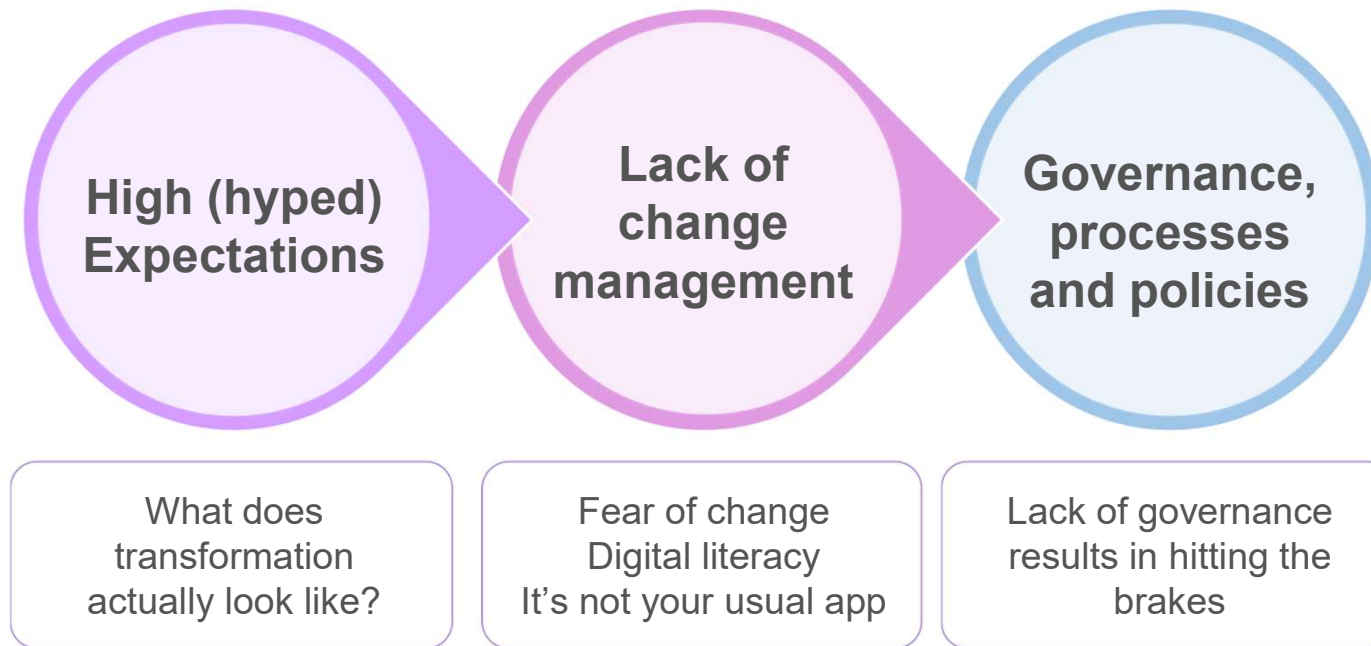 High (hyped)
Expectations
Lack of
change
management
Governance,
processes
and policies
What does
transformation
actually look like?
Fear of change
Digital literacy
It's not your usual app
Lack of governance
results in hitting the
brakes